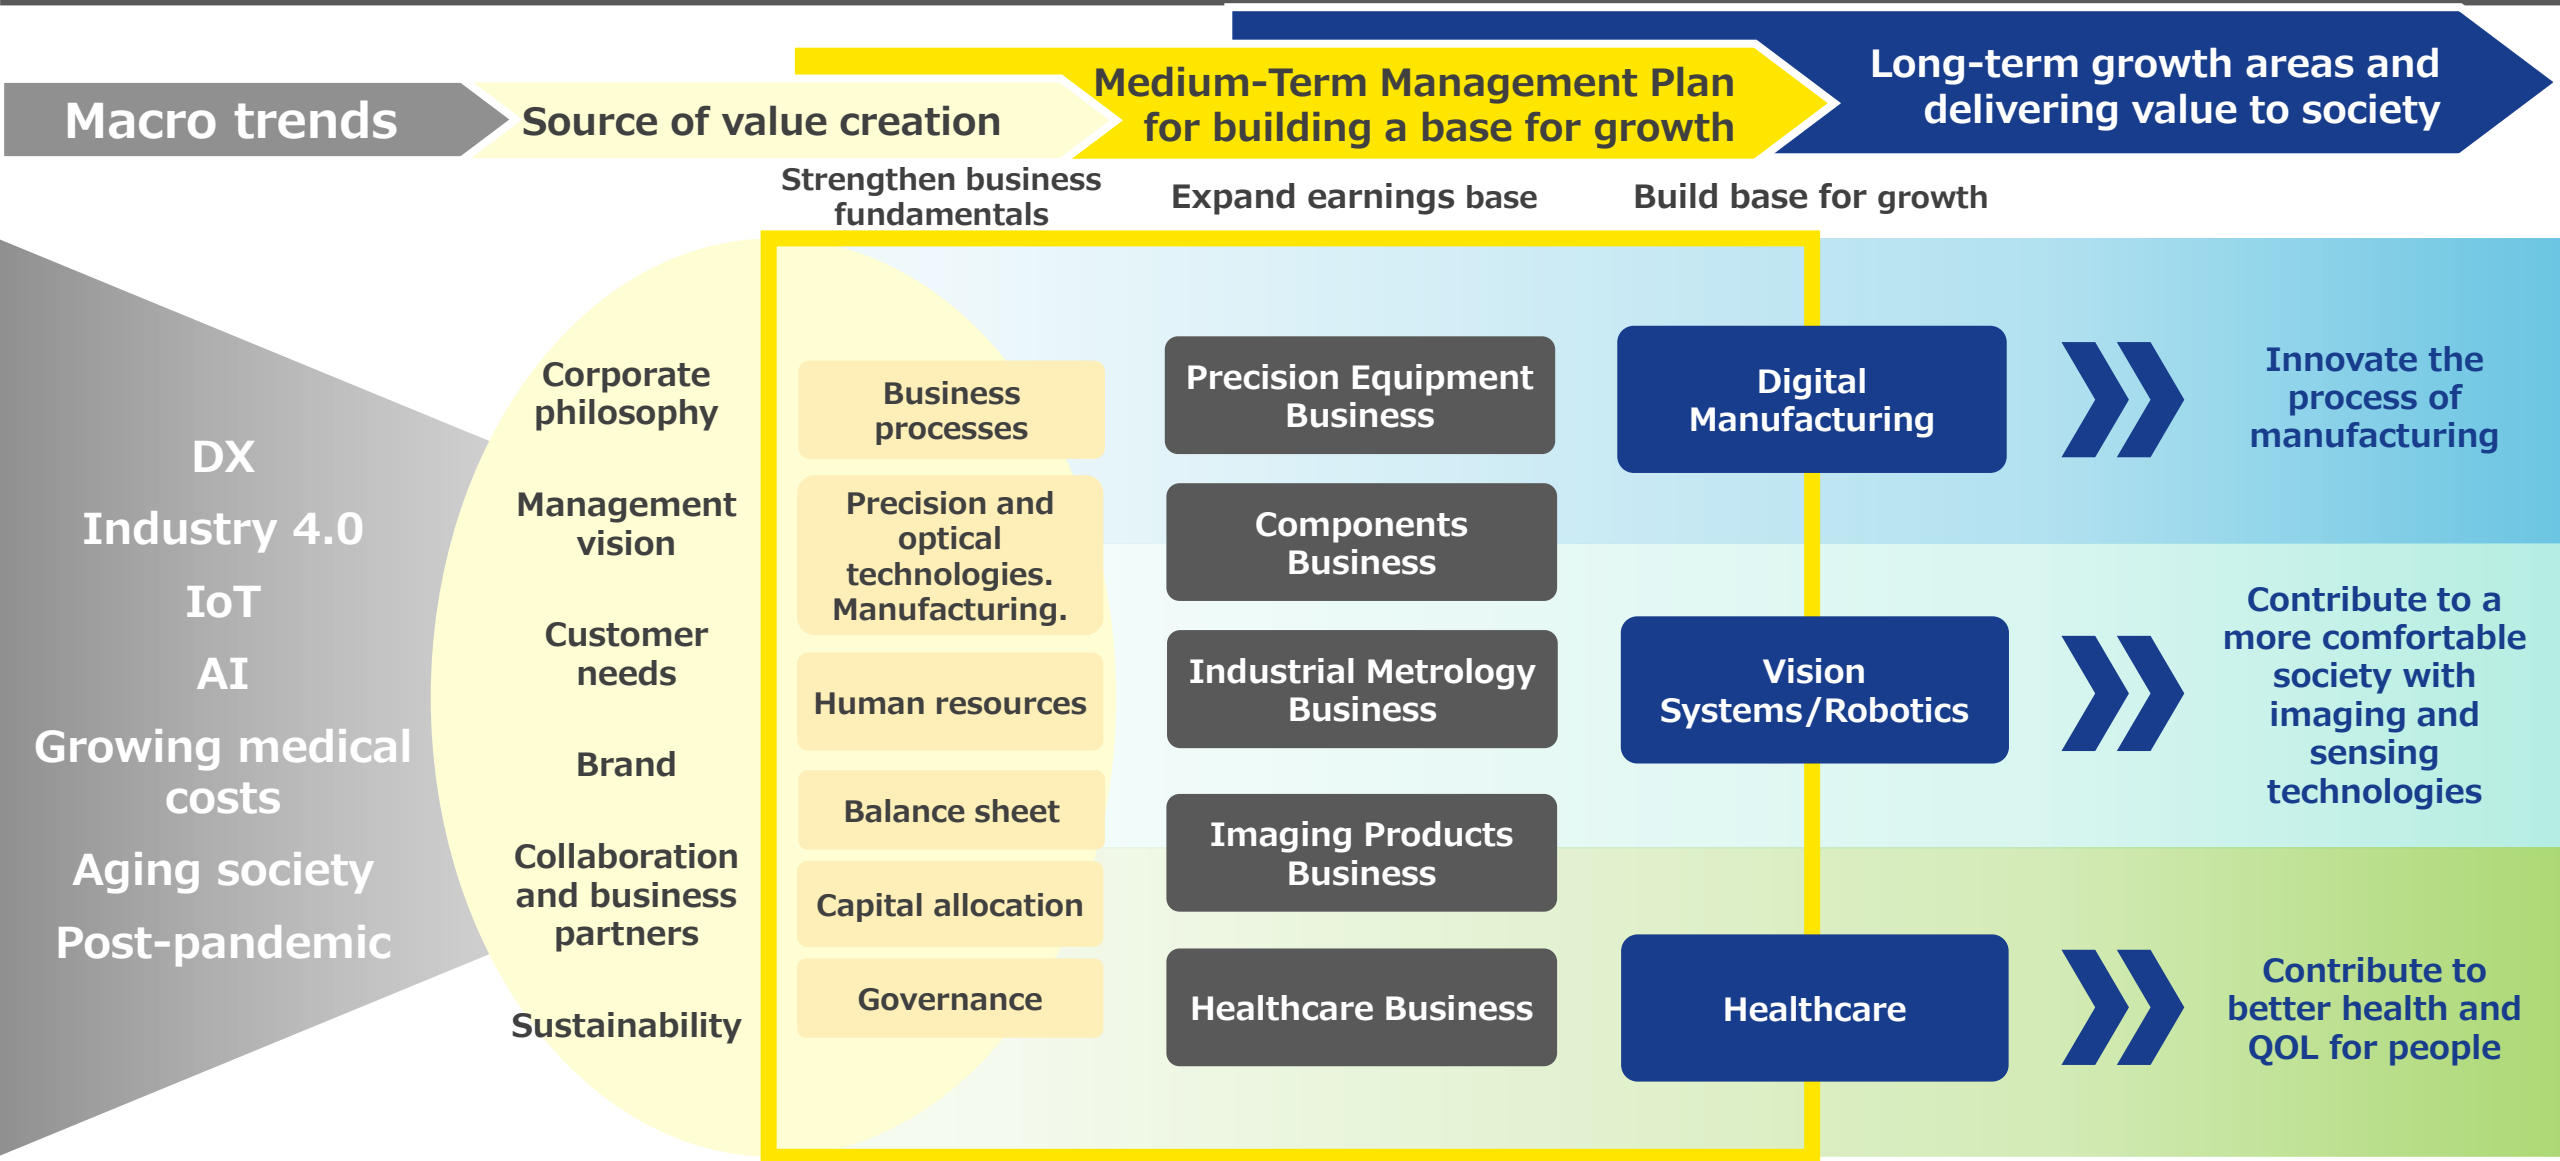 Macro trends
Source of value creation
Medium-Term Management Plan
for building a base for growth
Long-term growth areas and
delivering value to society
Strengthen business
fundamentals
Expand earnings base
Build base for growth
DX
Industry 4.0
IoT
AI
Growing medical
costs
Aging society
Post-pandemic
Corporate
philosophy
Management
vision
Customer
needs
Brand
Collaboration
and business
partners
Sustainability
Business
processes
Precision and
optical
technologies.
Manufacturing.
Human resources
Balance sheet
Capital allocation
Governance
Precision Equipment
Business
Components
Business
Industrial Metrology
Business
Imaging Products
Business
Healthcare Business
Digital
Manufacturing
Vision
Systems/Robotics
Healthcare
Innovate the
process of
manufacturing
Contribute to a
more comfortable
society with
imaging and
sensing
technologies
Contribute to
better health and
QOL for people